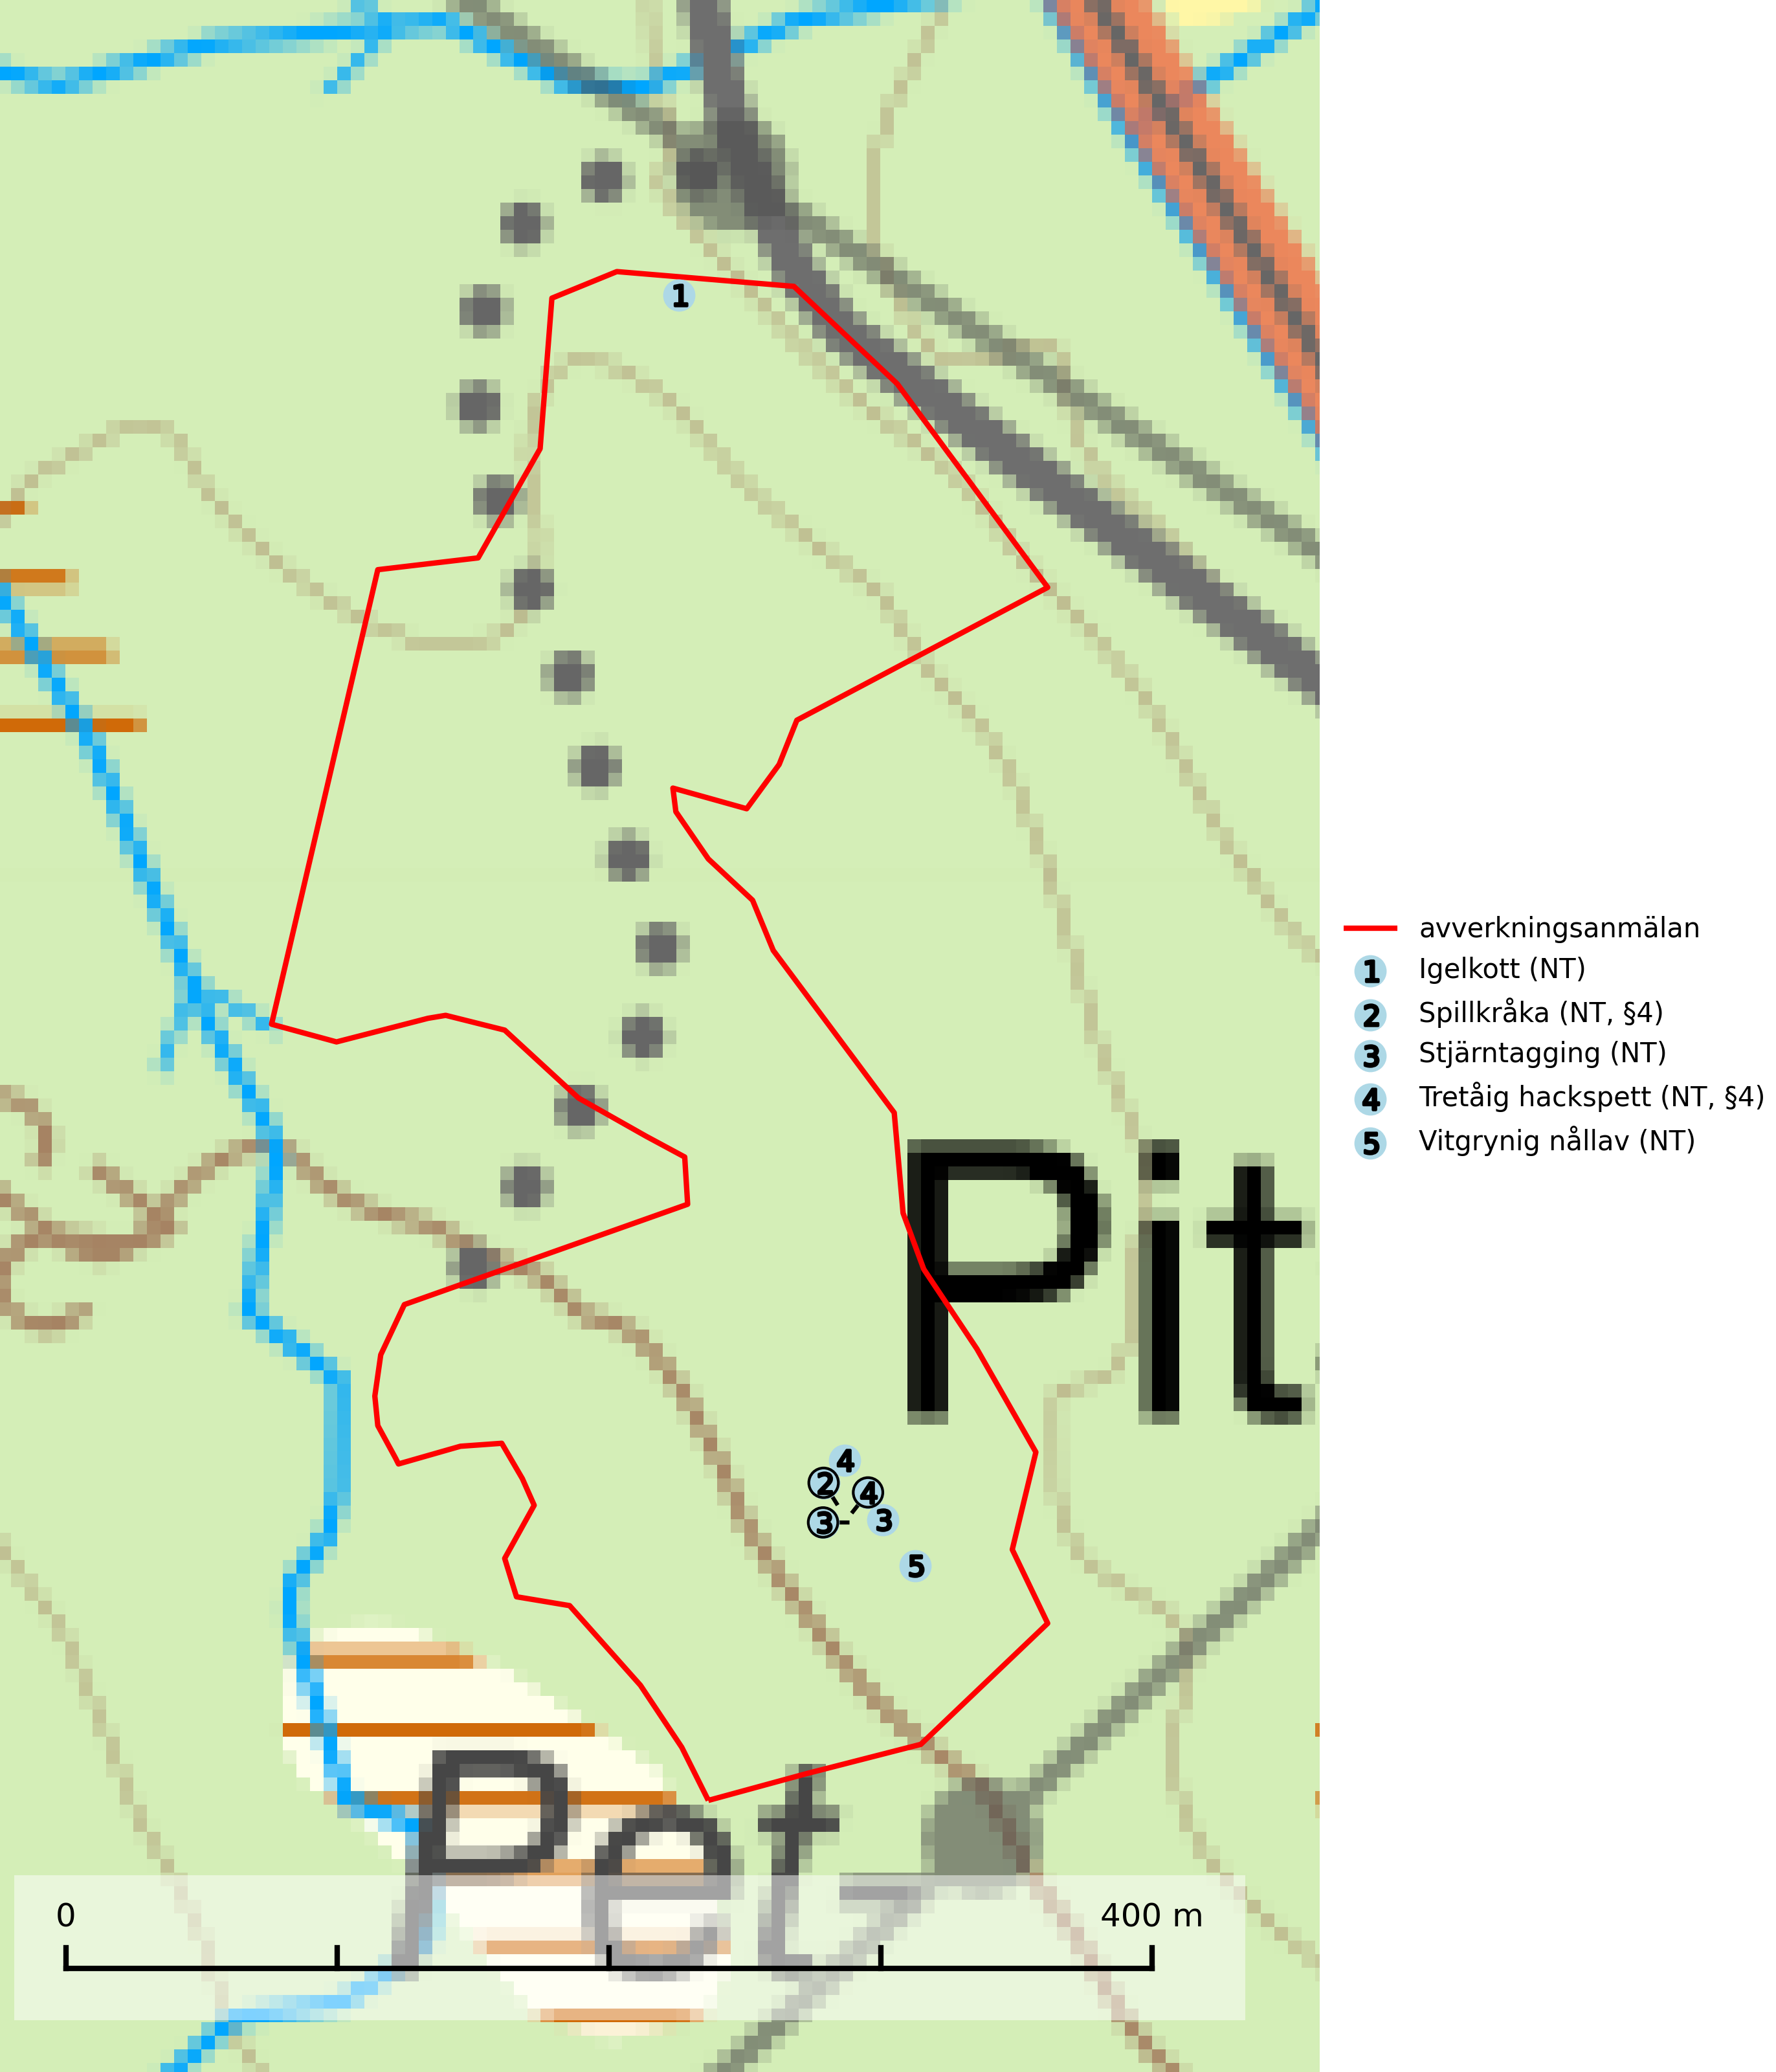 1
Pit
4
2 4
3 3
5
Pet
0 400 m
avverkningsanmälan
1 Igelkott (NT)
2 Spillkråka (NT, §4)
3 Stjärntagging (NT)
4 Tretåig hackspett (NT, §4)
5 Vitgrynig nållav (NT)